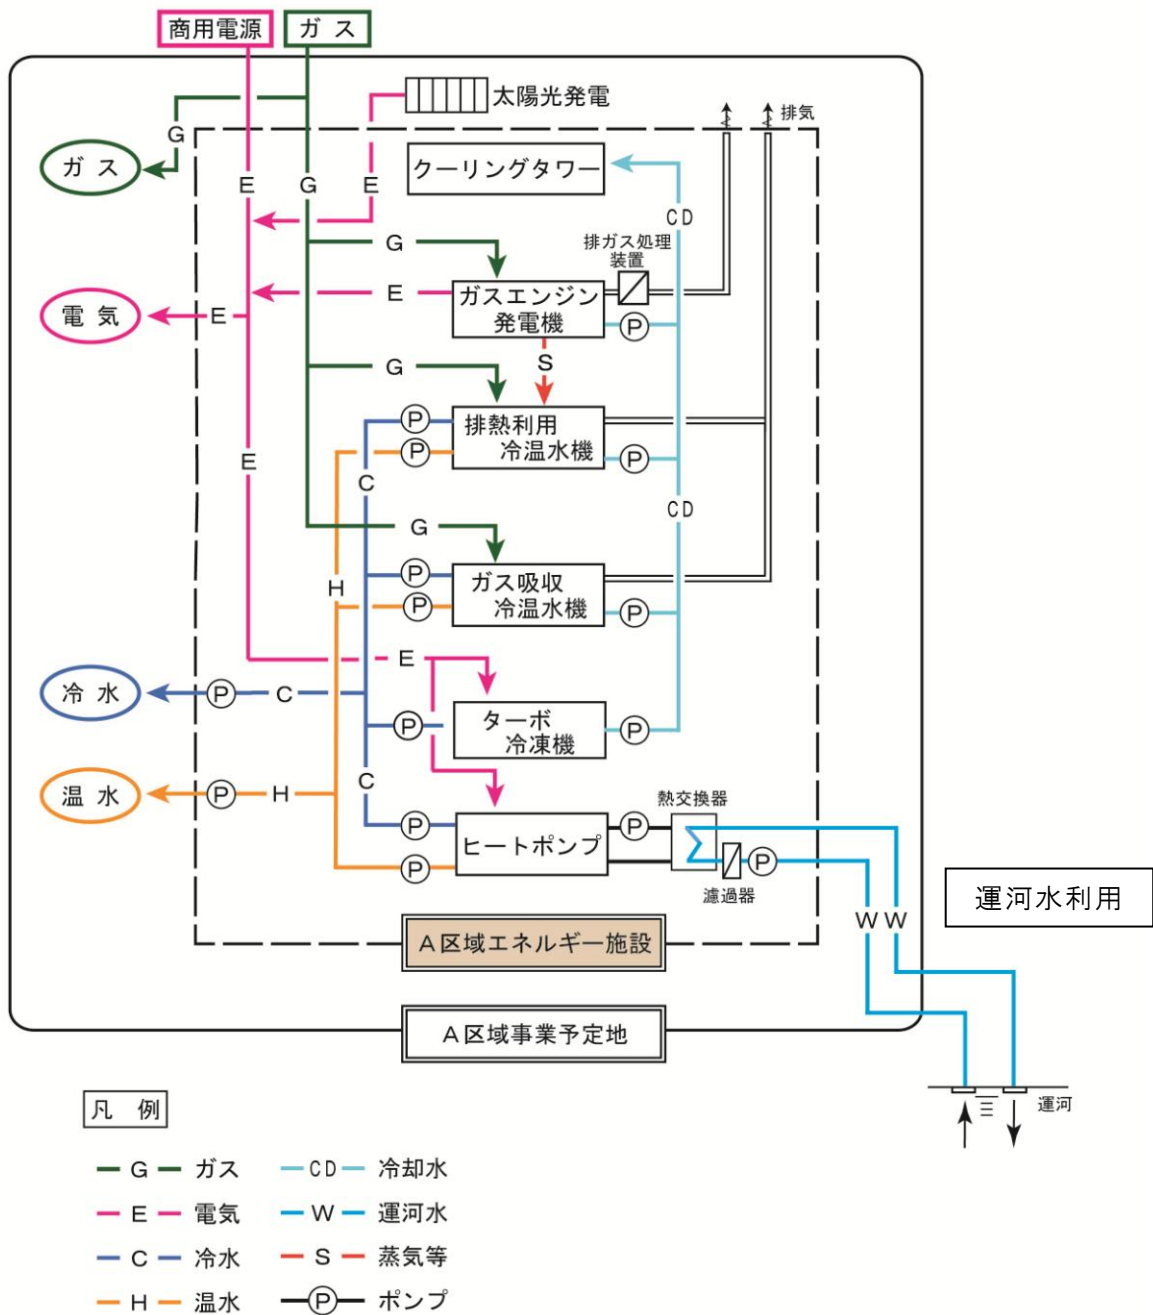 商用電源
ガス
太陽光発電
排気
G
ガス
クーリングタワー
E
G
E
CD
G
排ガス処理
装置
E
ガスエンジン
発電機
電気
E
P
G
S
P
排熱利用
冷温水機
P
E
P
C
CD
G
P
ガス吸収
冷温水機
H
P
P
E
冷水
P
C
ターボ
冷凍機
P
P
C
温水
P
H
熱交換器
P
ヒートポンプ
P
P
P
濾過器
運河水利用
W
W
A区域エネルギー施設
A区域事業予定地
運河
凡例
G ガス
CD 冷却水
E 電気
W 運河水
C 冷水
S 蒸気等
H 温水
P ポンプ